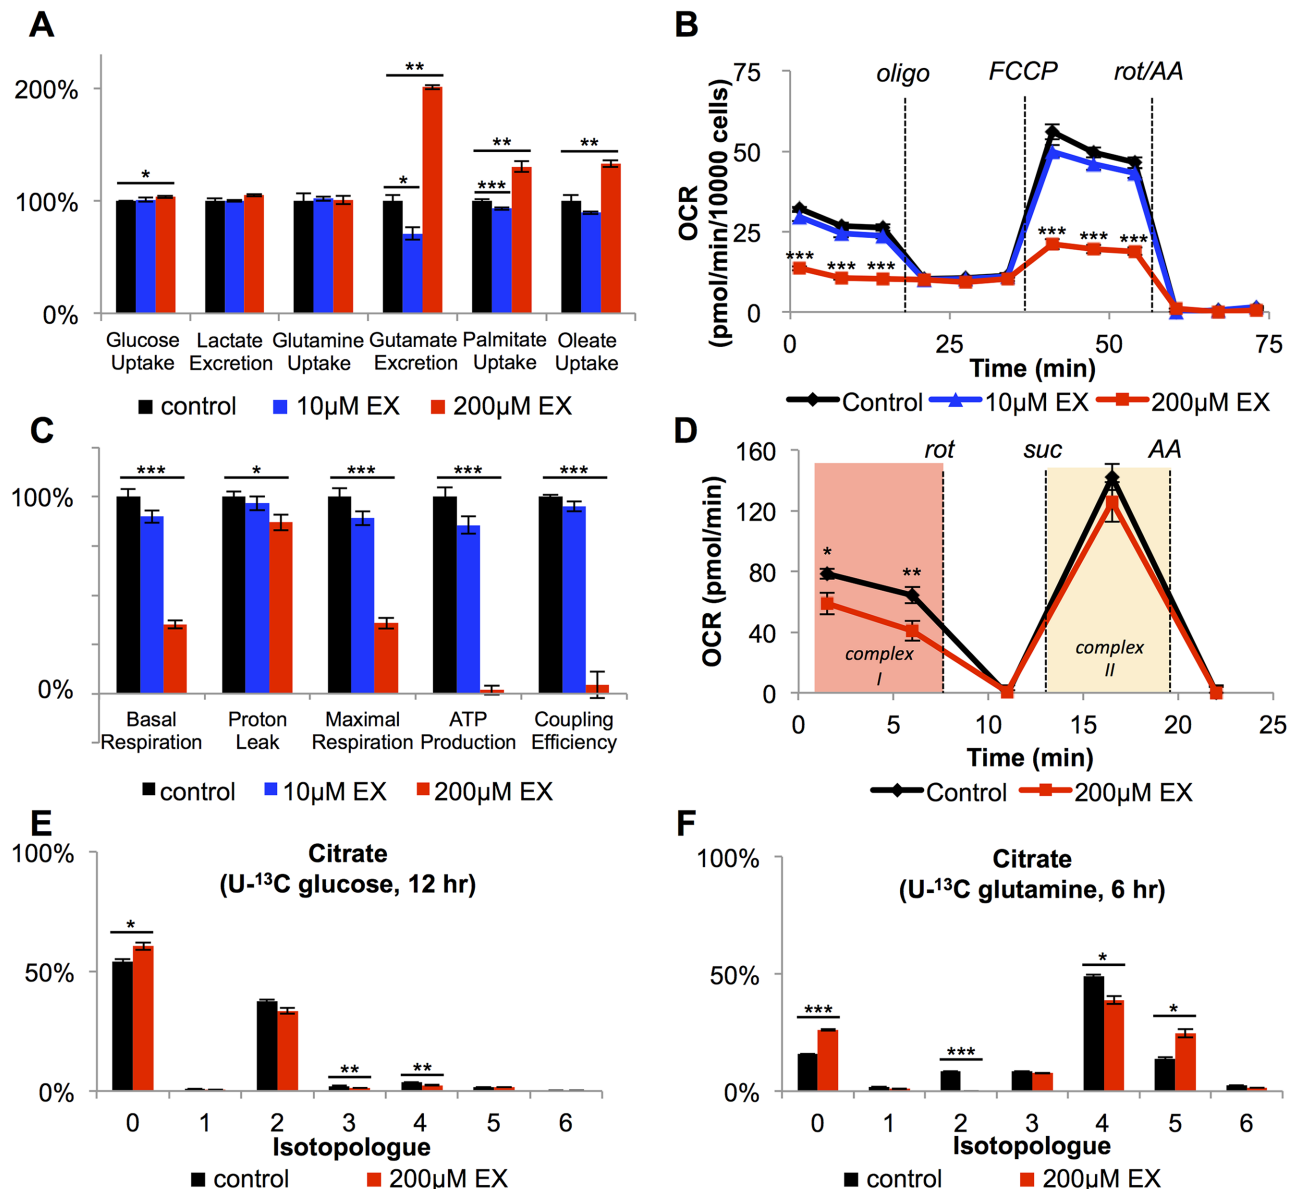 A
200%
100%
0%
**
*
*
***
**
**
Glucose Uptake
Lactate Excretion
Glutamine Uptake
Gutamate Excretion
Palmitate Uptake
Oleate Uptake
control 10µM EX 200µM EX
B
OCR
(pmol/min/10000 cells)
75
50
25
0
oligo FCCP rot/AA
*** *** *** *** *** ***
0 25 50 75
Time (min)
Control 10µM EX 200µM EX
C
100%
0%
*** * *** *** ***
Basal Respiration
Proton Leak
Maximal Respiration
ATP Production
Coupling Efficiency
control 10µM EX 200µM EX
D
OCR (pmol/min)
160
120
80
40
0
rot suc AA
* **
complex I
complex II
0 5 10 15 20 25
Time (min)
Control 200µM EX
E
Citrate
(U-¹³C glucose, 12 hr)
100%
50%
0%
* ** **
0 1 2 3 4 5 6
Isotopologue
control 200µM EX
F
Citrate
(U-¹³C glutamine, 6 hr)
100%
50%
0%
*** *** * *
0 1 2 3 4 5 6
Isotopologue
control 200µM EX